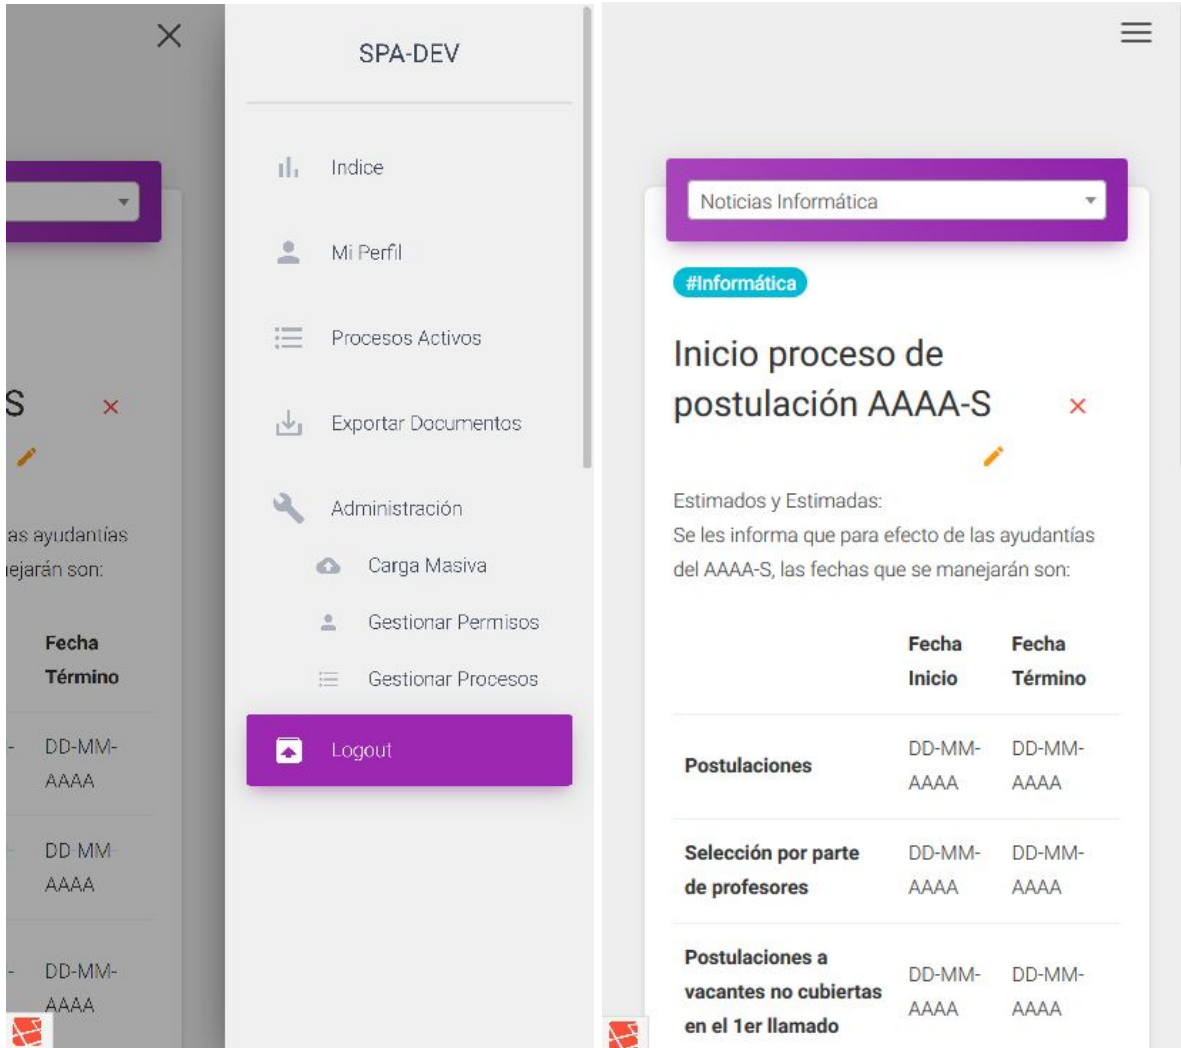 SPA-DEV
Indice
Mi Perfil
Procesos Activos
Exportar Documentos
Administración
Carga Masiva
Gestionar Permisos
Gestionar Procesos
Logout
S
as ayudantías
ejarán son:
Fecha
Término
- DD-MM-
AAAA
- DD-MM-
AAAA
- DD-MM-
AAAA
Noticias Informática
#Informática
Inicio proceso de
postulación AAAA-S
Estimados y Estimadas:
Se les informa que para efecto de las ayudantías
del AAAA-S, las fechas que se manejarán son:
Fecha Fecha
Inicio Término
Postulaciones DD-MM-AAAA DD-MM-AAAA
Selección por parte DD-MM- DD-MM-
de profesores AAAA AAAA
Postulaciones a
vacantes no cubiertas DD-MM- DD-MM-
en el 1er llamado AAAA AAAA